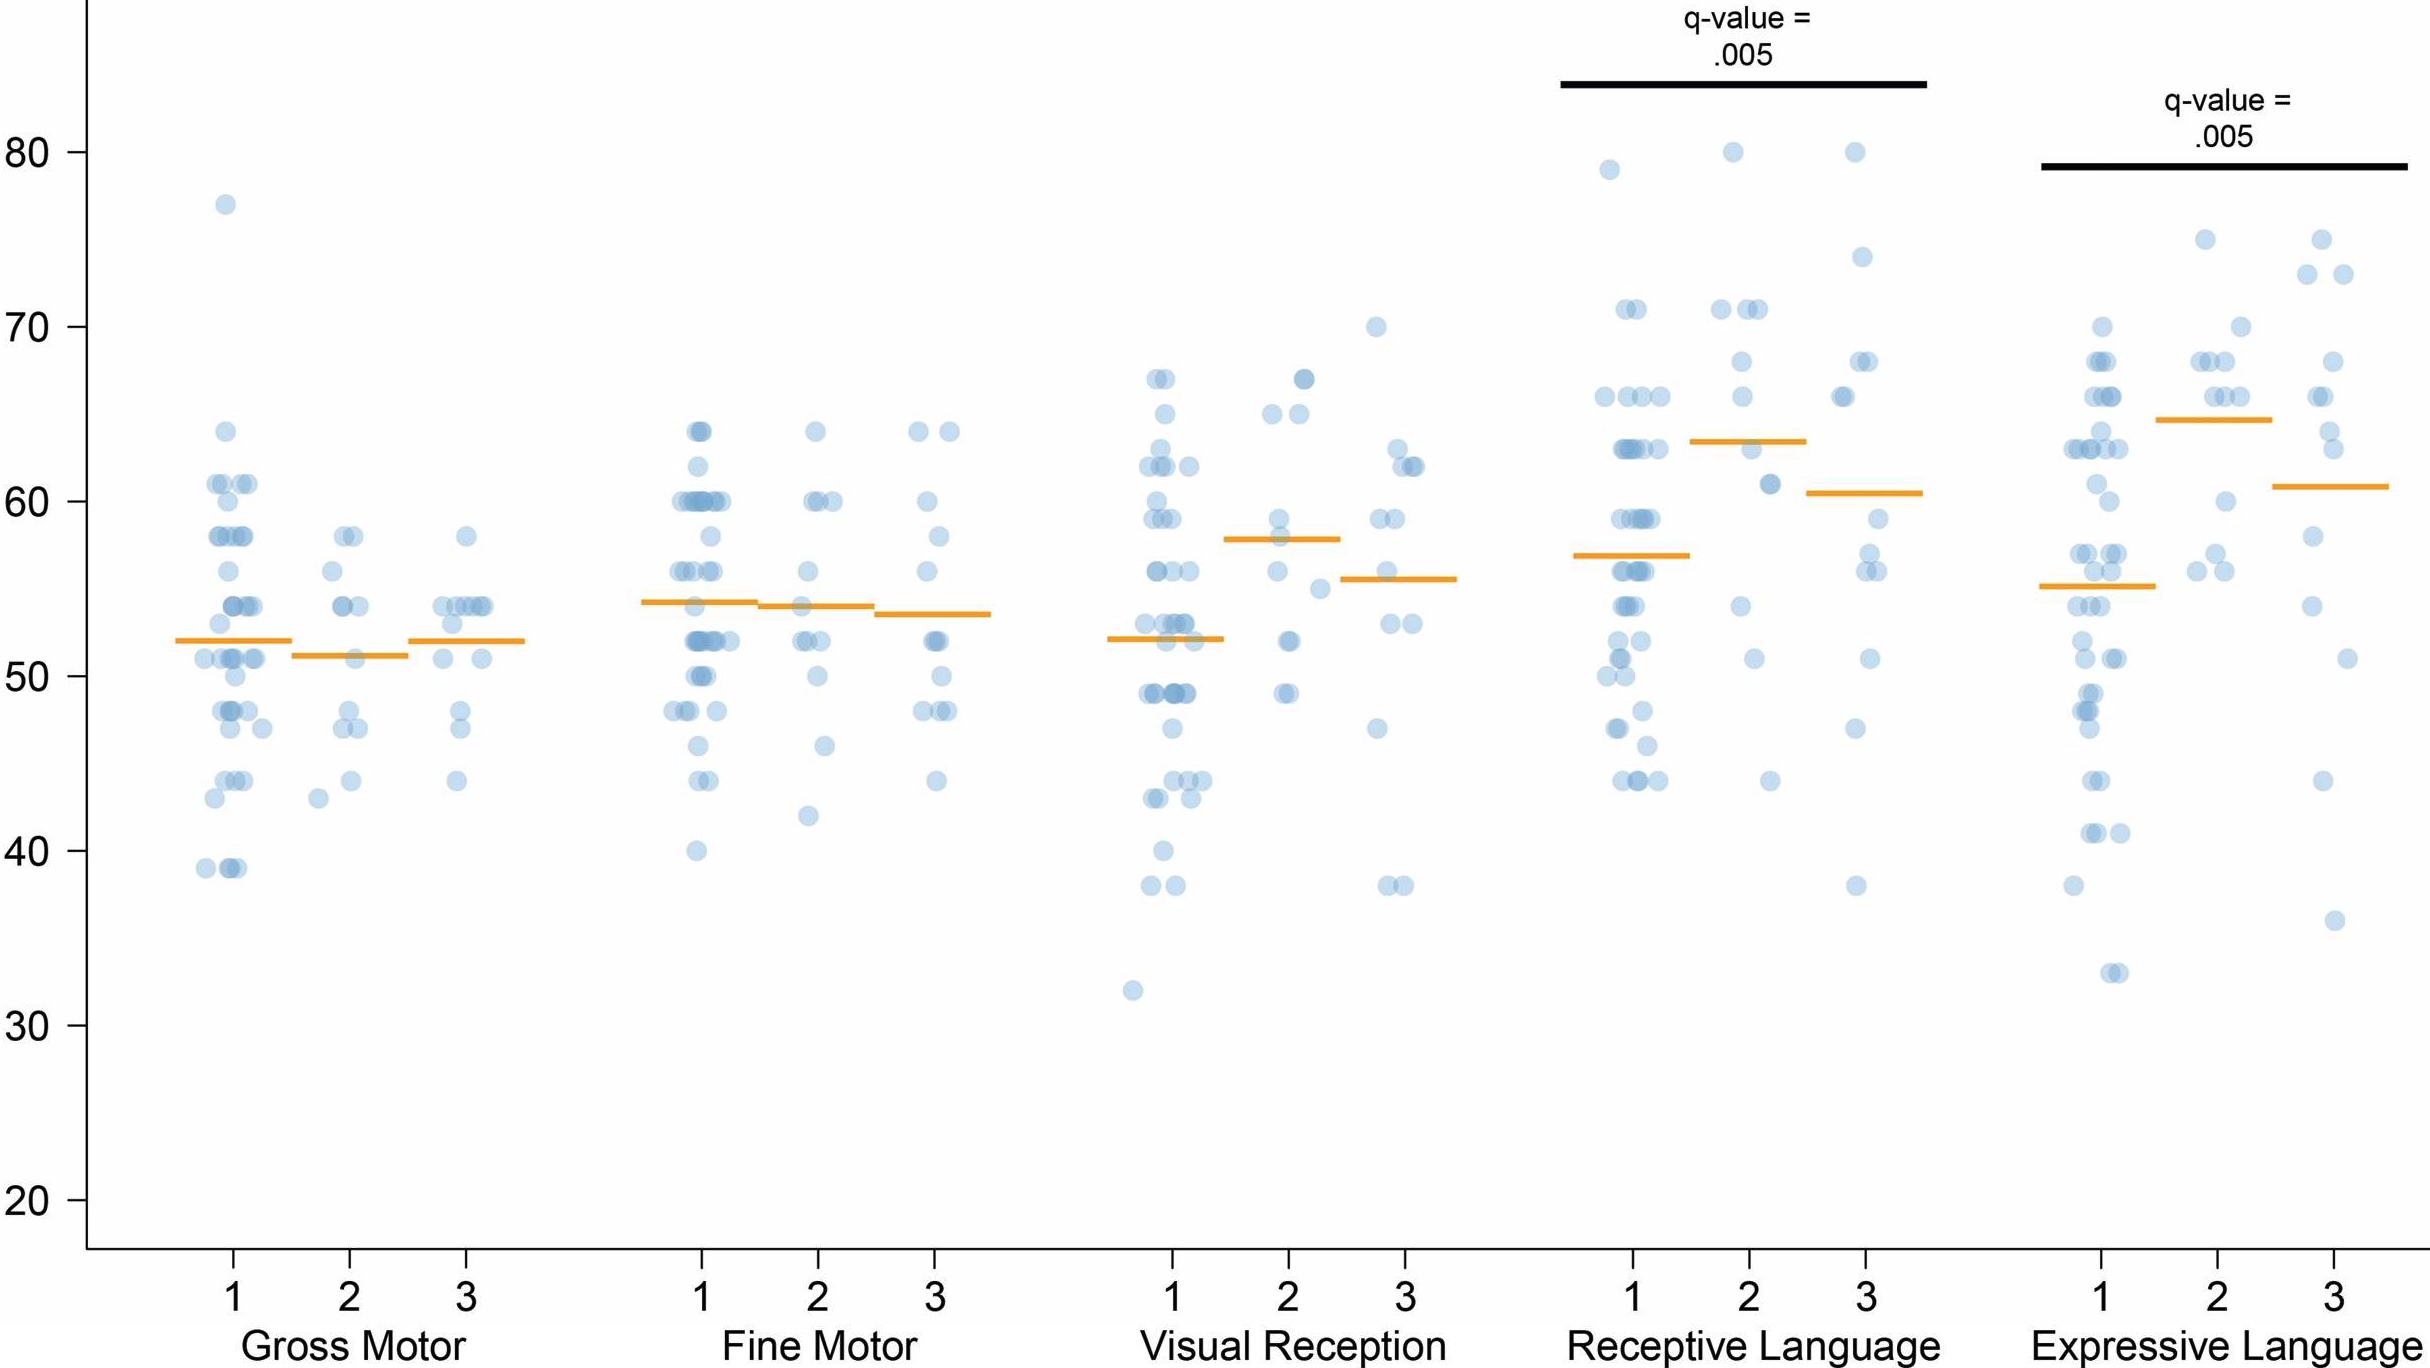 q-value =
.005
q-value =
.005
80
70
60
50
40
30
20
1 2 3 1 2 3 1 2 3 1 2 3 1 2 3
Gross Motor Fine Motor Visual Reception Receptive Language Expressive Language